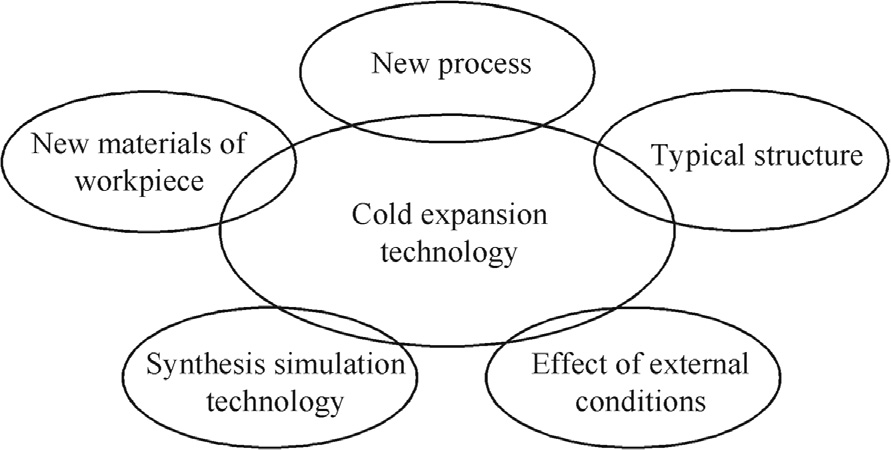 New process
New materials of
workpiece
Typical structure
Cold expansion
technology
Synthesis simulation
technology
Effect of external
conditions